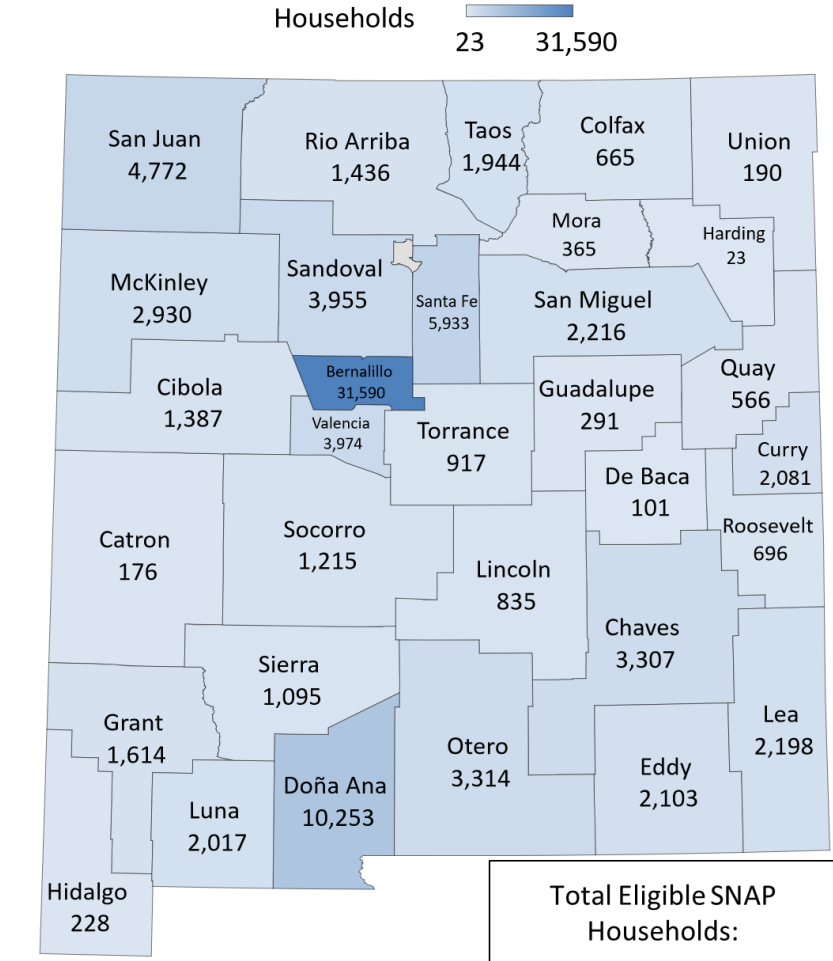 Households
23 31,590
San Juan
4,772
Rio Arriba
1,436
Taos
1,944
Colfax
665
Union
190
Mora
365
Harding
23
McKinley
2,930
Sandoval
3,955
Santa Fe
5,933
San Miguel
2,216
Bernalillo
31,590
Cibola
1,387
Valencia
3,974
Torrance
917
Guadalupe
291
Quay
566
Curry
2,081
De Baca
101
Roosevelt
696
Catron
176
Socorro
1,215
Lincoln
835
Chaves
3,307
Sierra
1,095
Grant
1,614
Lea
2,198
Otero
3,314
Eddy
2,103
Doña Ana
10,253
Luna
2,017
Hidalgo
228
Total Eligible SNAP
Households: